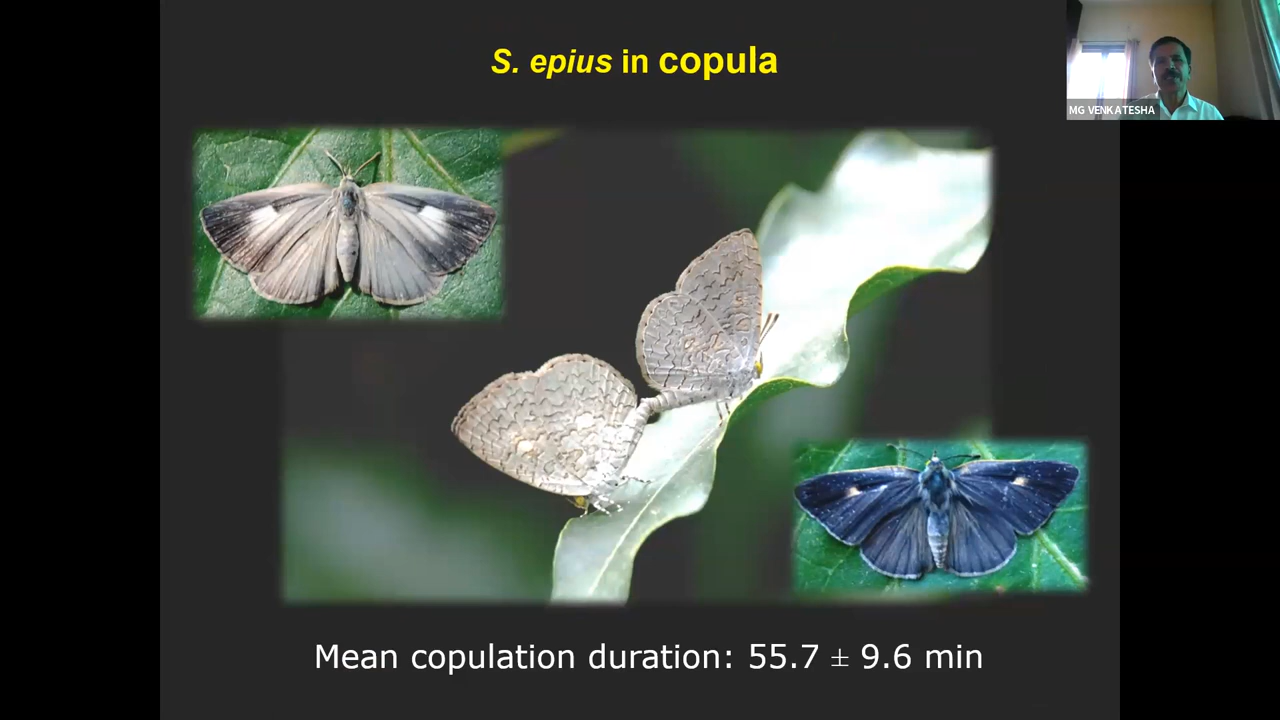 S. epius in copula
MG VENKATESHA
Mean copulation duration: 55.7 ± 9.6 min